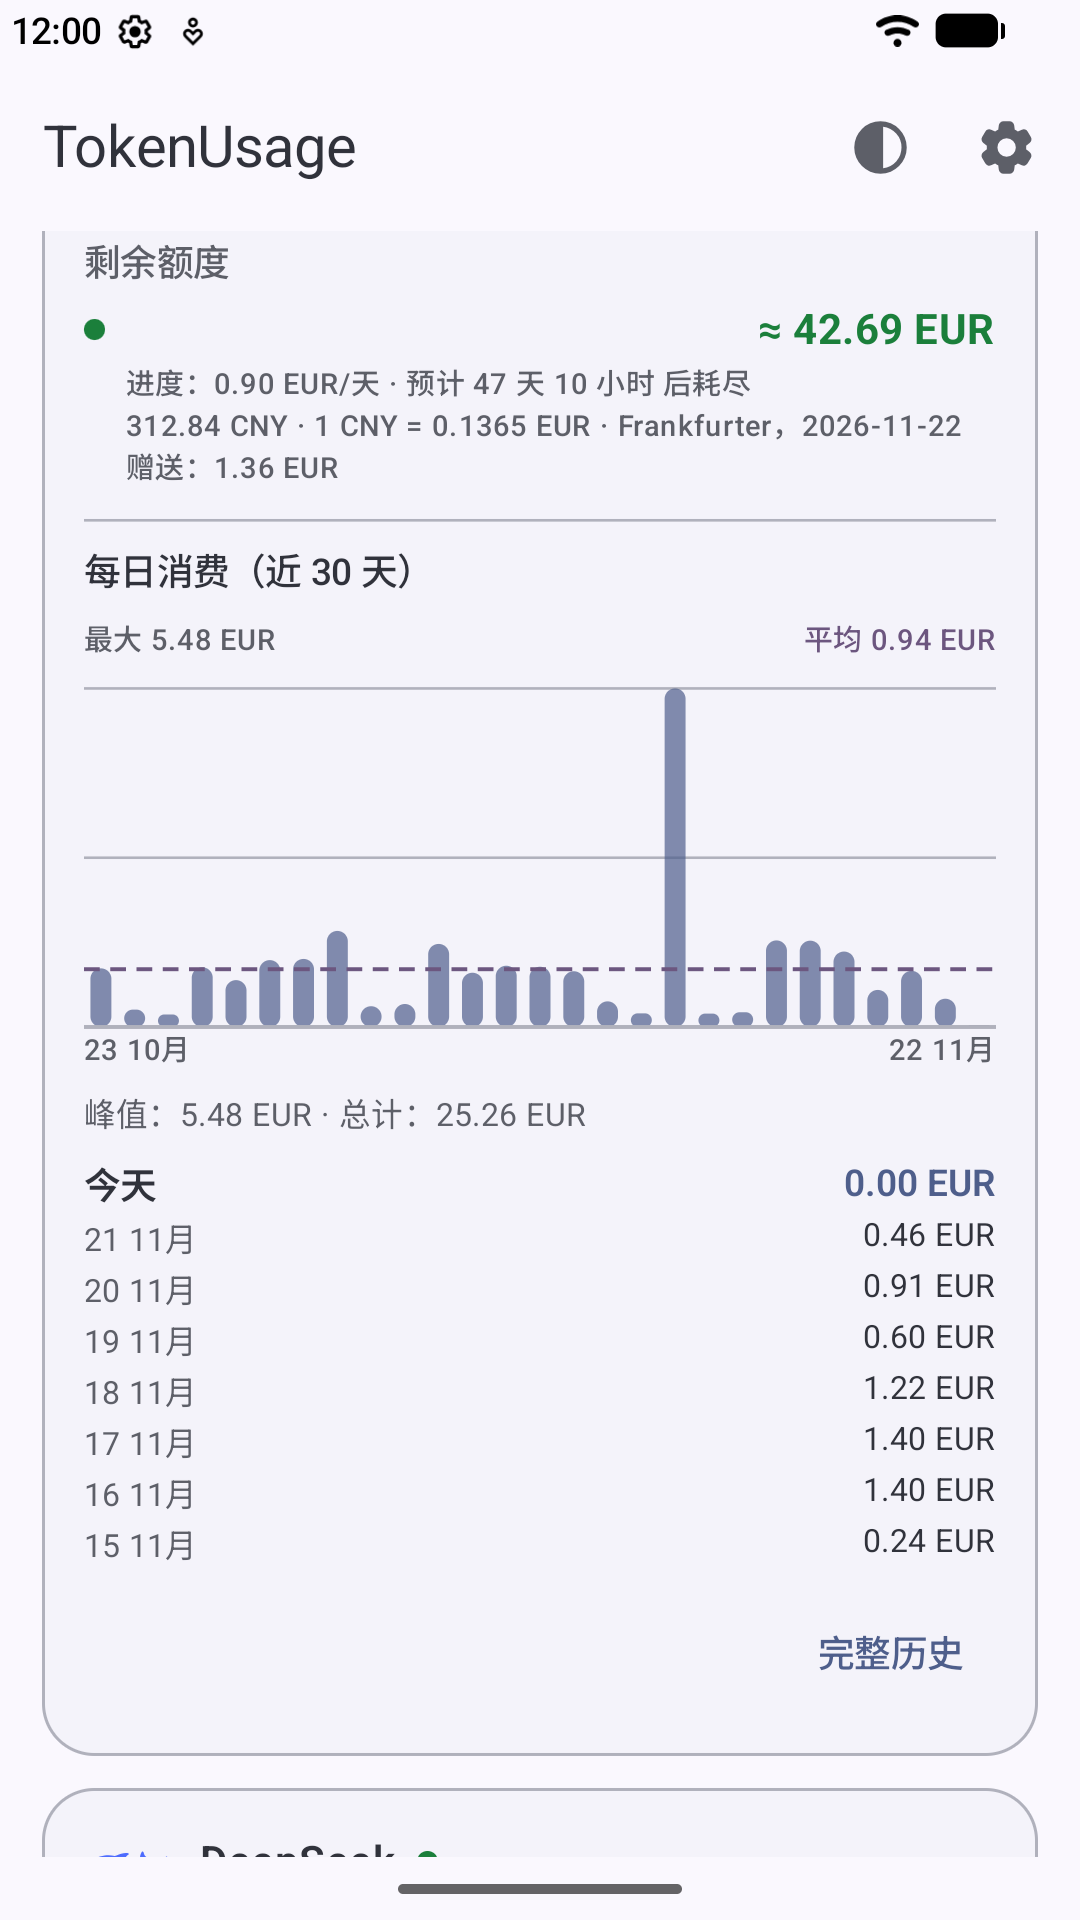 12:00
TokenUsage
剩余额度
≈ 42.69 EUR
进度：0.90 EUR/天 · 预计 47 天 10 小时 后耗尽
312.84 CNY · 1 CNY = 0.1365 EUR · Frankfurter，2026-11-22
赠送：1.36 EUR
每日消费（近 30 天）
最大 5.48 EUR
平均 0.94 EUR
23 10月
22 11月
峰值：5.48 EUR · 总计：25.26 EUR
今天 0.00 EUR
21 11月 0.46 EUR
20 11月 0.91 EUR
19 11月 0.60 EUR
18 11月 1.22 EUR
17 11月 1.40 EUR
16 11月 1.40 EUR
15 11月 0.24 EUR
完整历史
DeepSeek